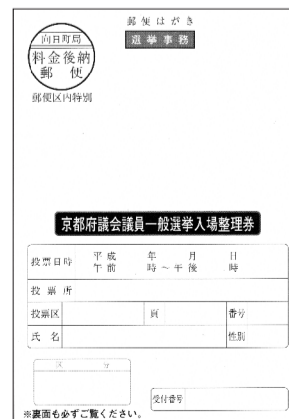 郵便はがき
選挙事務
向日町局
料金後納
郵便
郵便区内特別
京都府議会議員一般選挙入場整理券
投票日時 平成 年 月 日
午前 時～午後 時
投票所
投票区 頁 番号
氏名 性別
区分
受付番号
※裏面も必ずご覧ください。